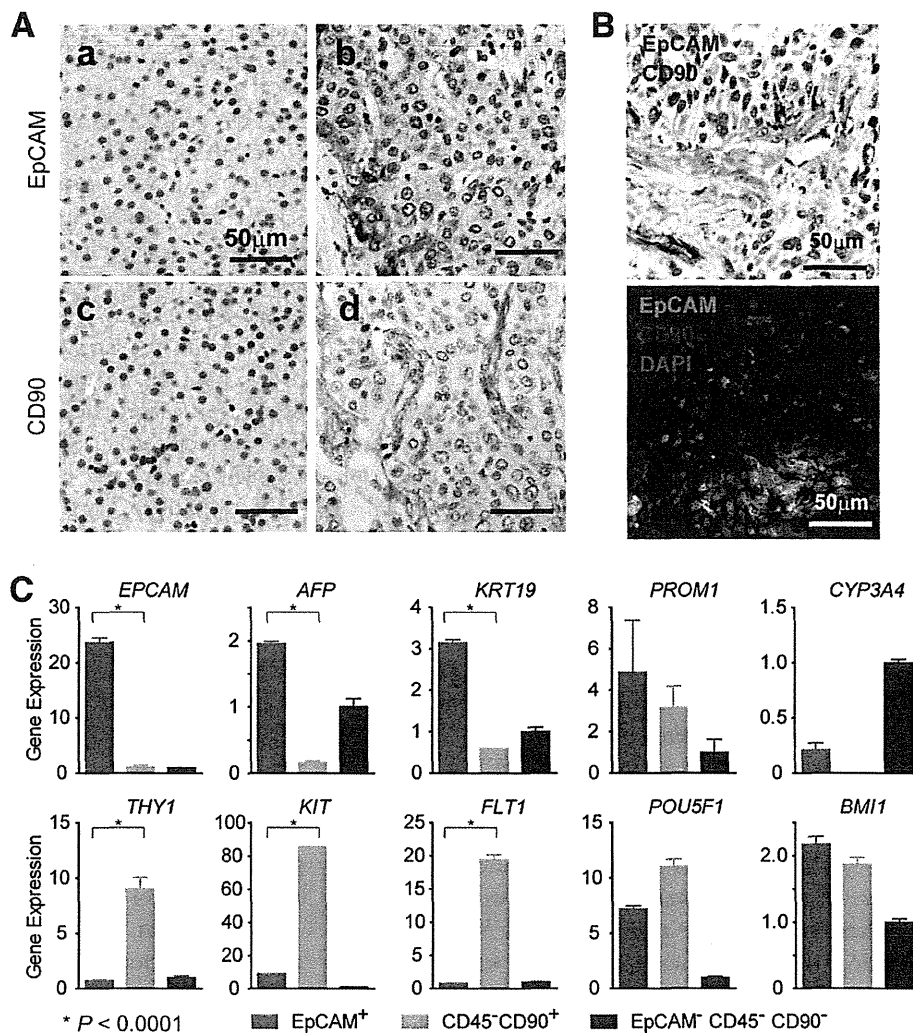 A
B
a
b
EpCAM
50μm
c
d
CD90
EpCAM
CD90
50μm
EpCAM
DAPI
50μm
C
EPCAM
AFP
KRT19
PROM1
CYP3A4
Gene Expression
30
20
10
0
*
2
1
0
*
4
3
2
1
0
*
8
6
4
2
0
1.5
1.0
0.5
0
THY1
KIT
FLT1
POU5F1
BMI1
Gene Expression
15
10
5
0
*
100
80
60
40
20
0
*
25
20
15
10
5
0
*
15
10
5
0
2.0
1.0
0
* P < 0.0001
EpCAM+
CD45-CD90+
EpCAM- CD45- CD90-